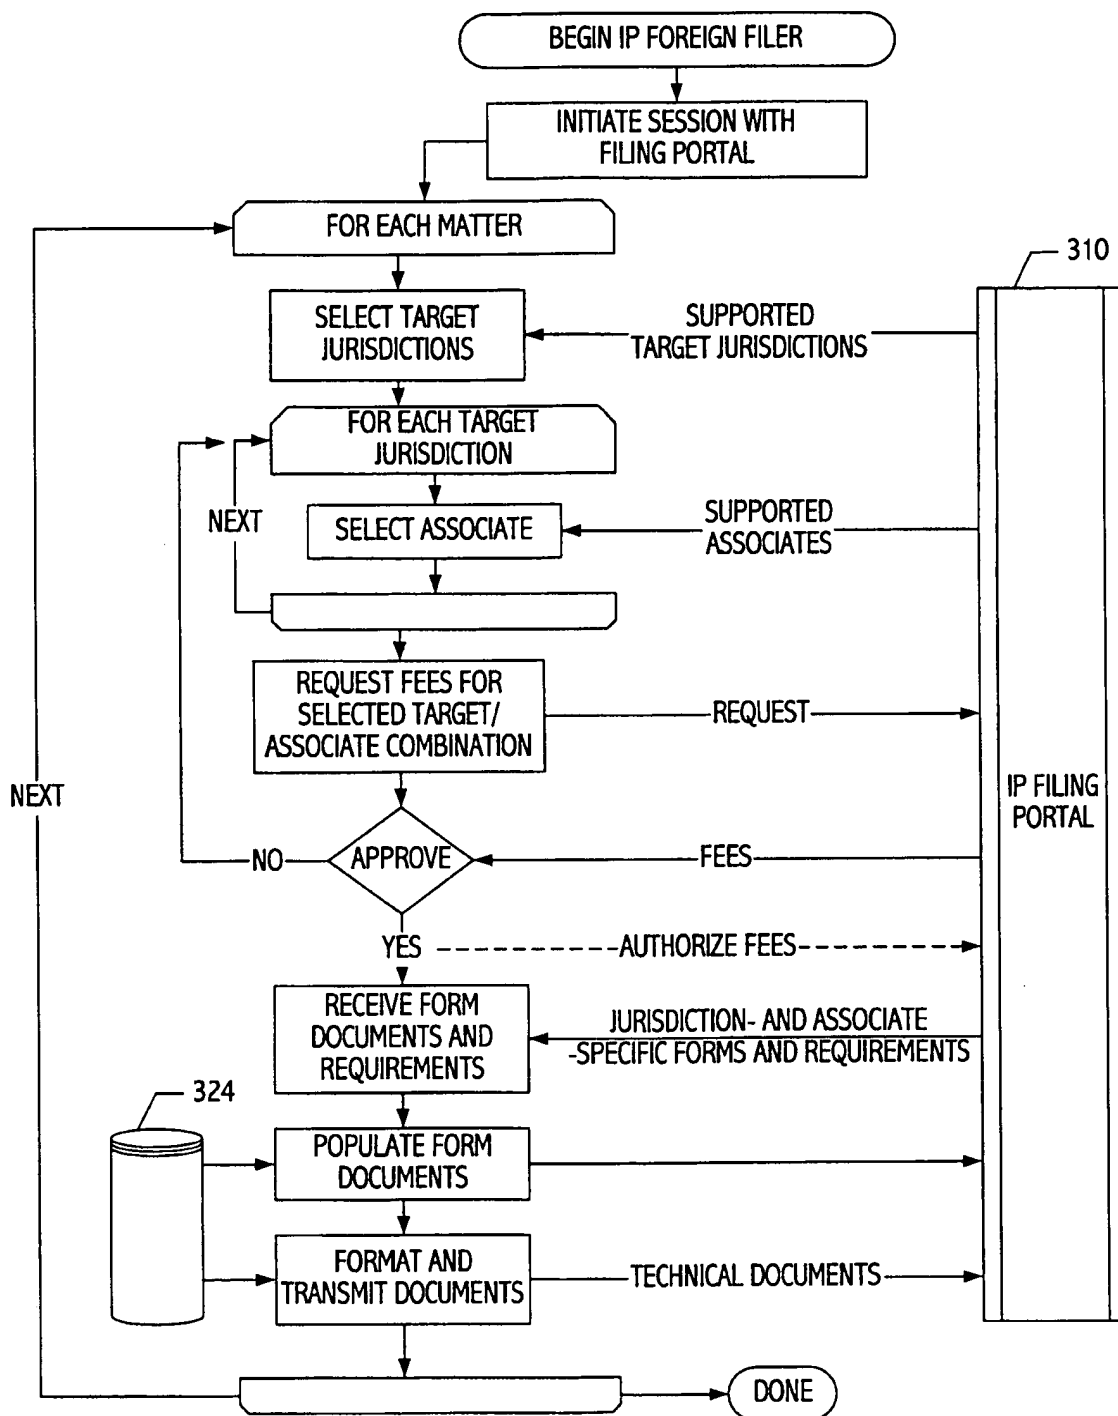 BEGIN IP FOREIGN FILER
INITIATE SESSION WITH
FILING PORTAL
FOR EACH MATTER
310
SELECT TARGET
JURISDICTIONS
SUPPORTED
TARGET JURISDICTIONS
FOR EACH TARGET
JURISDICTION
NEXT
SELECT ASSOCIATE
SUPPORTED
ASSOCIATES
REQUEST FEES FOR
SELECTED TARGET/
ASSOCIATE COMBINATION
REQUEST
NEXT
IP FILING
PORTAL
NO
APPROVE
FEES
YES
AUTHORIZE FEES
RECEIVE FORM
DOCUMENTS AND
REQUIREMENTS
JURISDICTION- AND ASSOCIATE
-SPECIFIC FORMS AND REQUIREMENTS
324
POPULATE FORM
DOCUMENTS
FORMAT AND
TRANSMIT DOCUMENTS
TECHNICAL DOCUMENTS
DONE